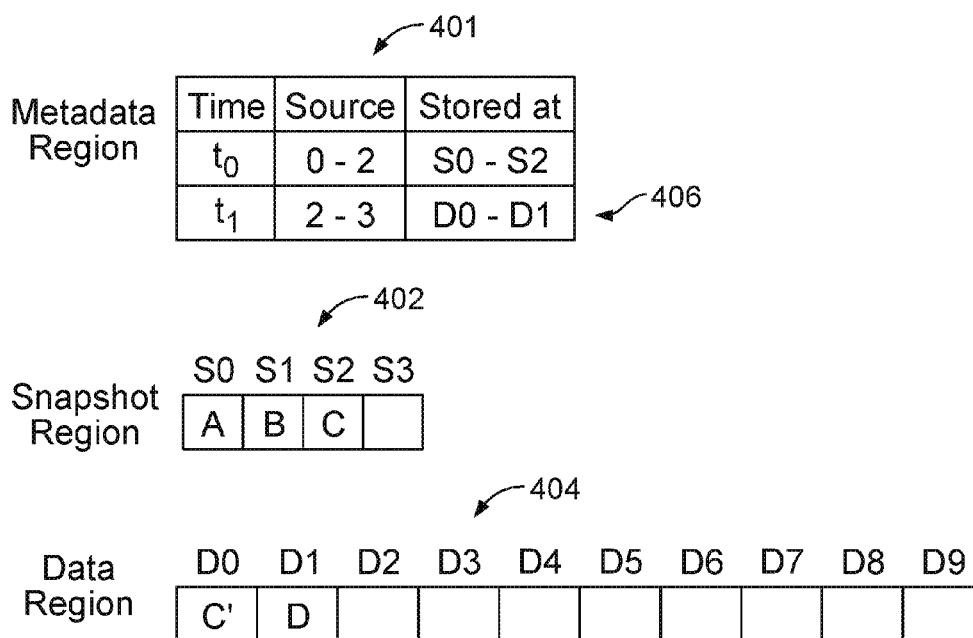 401
Metadata Region
Time Source Stored at
t0 0 - 2 S0 - S2
t1 2 - 3 D0 - D1
406
402
S0 S1 S2 S3
Snapshot Region
A B C
404
Data Region
D0 D1 D2 D3 D4 D5 D6 D7 D8 D9
C' D